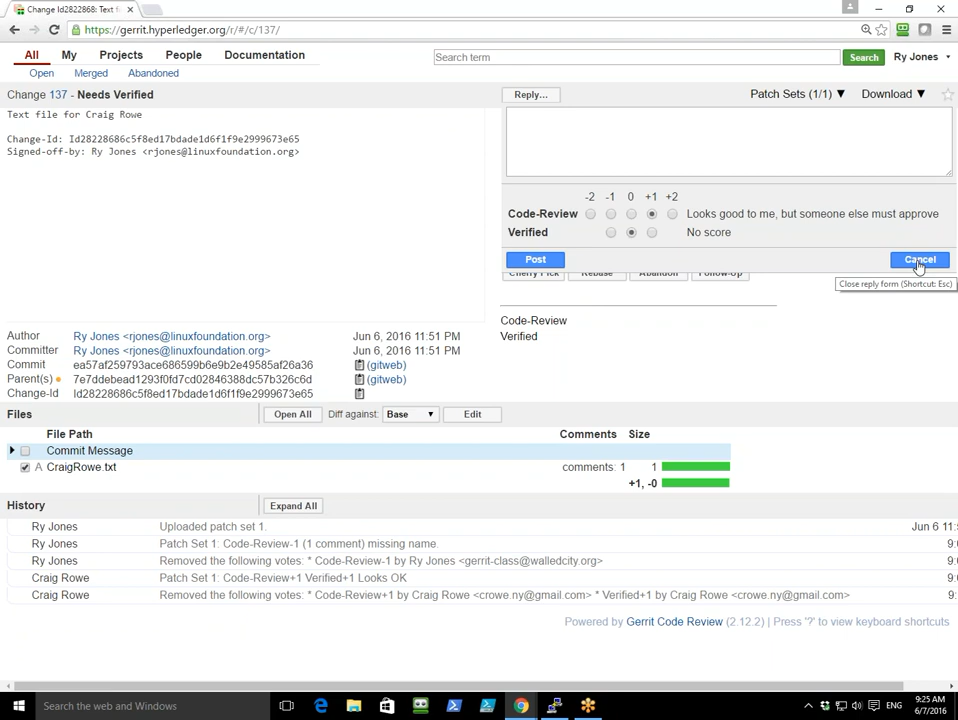 Change Id2822868: Text f
https://gerrit.hyperledger.org/r/#/c/137/
All My Projects People Documentation
Search term
Search
Ry Jones
Open Merged Abandoned
Change 137 - Needs Verified
Reply...
Patch Sets (1/1) ▼ Download ▼
Text file for Craig Rowe
Change-Id: Id28228686c5f8ed17bdade1d6f1f9e2999673e65
Signed-off-by: Ry Jones <rjones@linuxfoundation.org>
-2 -1 0 +1 +2
Code-Review Looks good to me, but someone else must approve
Verified No score
Post Cancel
Cherry Pick Rebase Abandon Follow-Up
Close reply form (Shortcut: Esc)
Code-Review
Verified
Author Ry Jones <rjones@linuxfoundation.org> Jun 6, 2016 11:51 PM
Committer Ry Jones <rjones@linuxfoundation.org> Jun 6, 2016 11:51 PM
Commit ea57af259793ace686599b6e9b2e49585af26a36 (gitweb)
Parent(s) 7e7ddebead1293f0fd7cd02846388dc57b326c6d (gitweb)
Change-Id Id28228686c5f8ed17bdade1d6f1f9e2999673e65
Files Open All Diff against: Base Edit
File Path Comments Size
Commit Message
A CraigRowe.txt comments: 1 1
+1, -0
History Expand All
Ry Jones Uploaded patch set 1. Jun 6 11:
Ry Jones Patch Set 1: Code-Review-1 (1 comment) missing name. 9:
Ry Jones Removed the following votes: * Code-Review-1 by Ry Jones <gerrit-class@walledcity.org> 9:
Craig Rowe Patch Set 1: Code-Review+1 Verified+1 Looks OK 9:
Craig Rowe Removed the following votes: * Code-Review+1 by Craig Rowe <crowe.ny@gmail.com> * Verified+1 by Craig Rowe <crowe.ny@gmail.com> 9:
Powered by Gerrit Code Review (2.12.2) | Press '?' to view keyboard shortcuts
Search the web and Windows
ENG
9:25 AM
6/7/2016